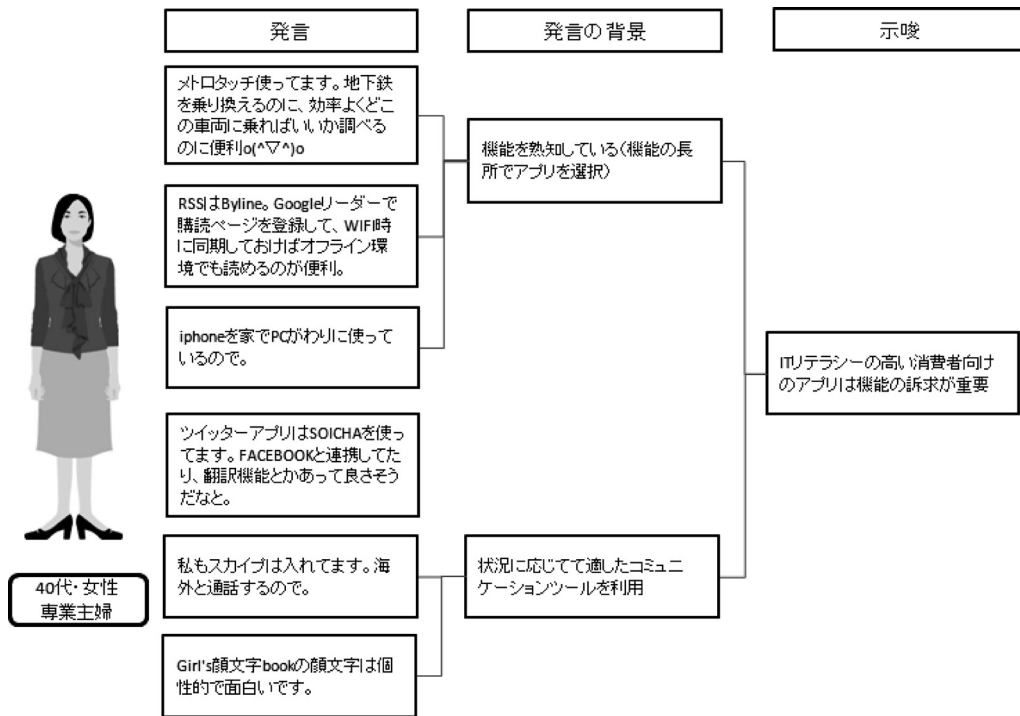 発言
発言の背景
示唆
メトロタッチ使ってます。地下鉄
を乗り換えるのに、効率よくどこ
の車両に乗ればいいか調べる
のに便利o(^▽^)o
RSSはByline。Googleリーダーで
購読ページを登録して、WIFI時
に同期しておけばオフライン環
境でも読めるのが便利。
iphoneを家でPCがわりに使って
いるので。
ツイッターアプリはSOICHAを使っ
てます。FACEBOOKと連携してた
り、翻訳機能とかあって良さそう
だなと。
私もスカイプは入れてます。海
外と通話するので。
Girl's顔文字bookの顔文字は個
性的で面白いです。
機能を熟知している(機能の長
所でアプリを選択)
状況に応じてて適したコミュニ
ケーションツールを利用
ITリテラシーの高い消費者向け
のアプリは機能の訴求が重要
40代・女性
専業主婦